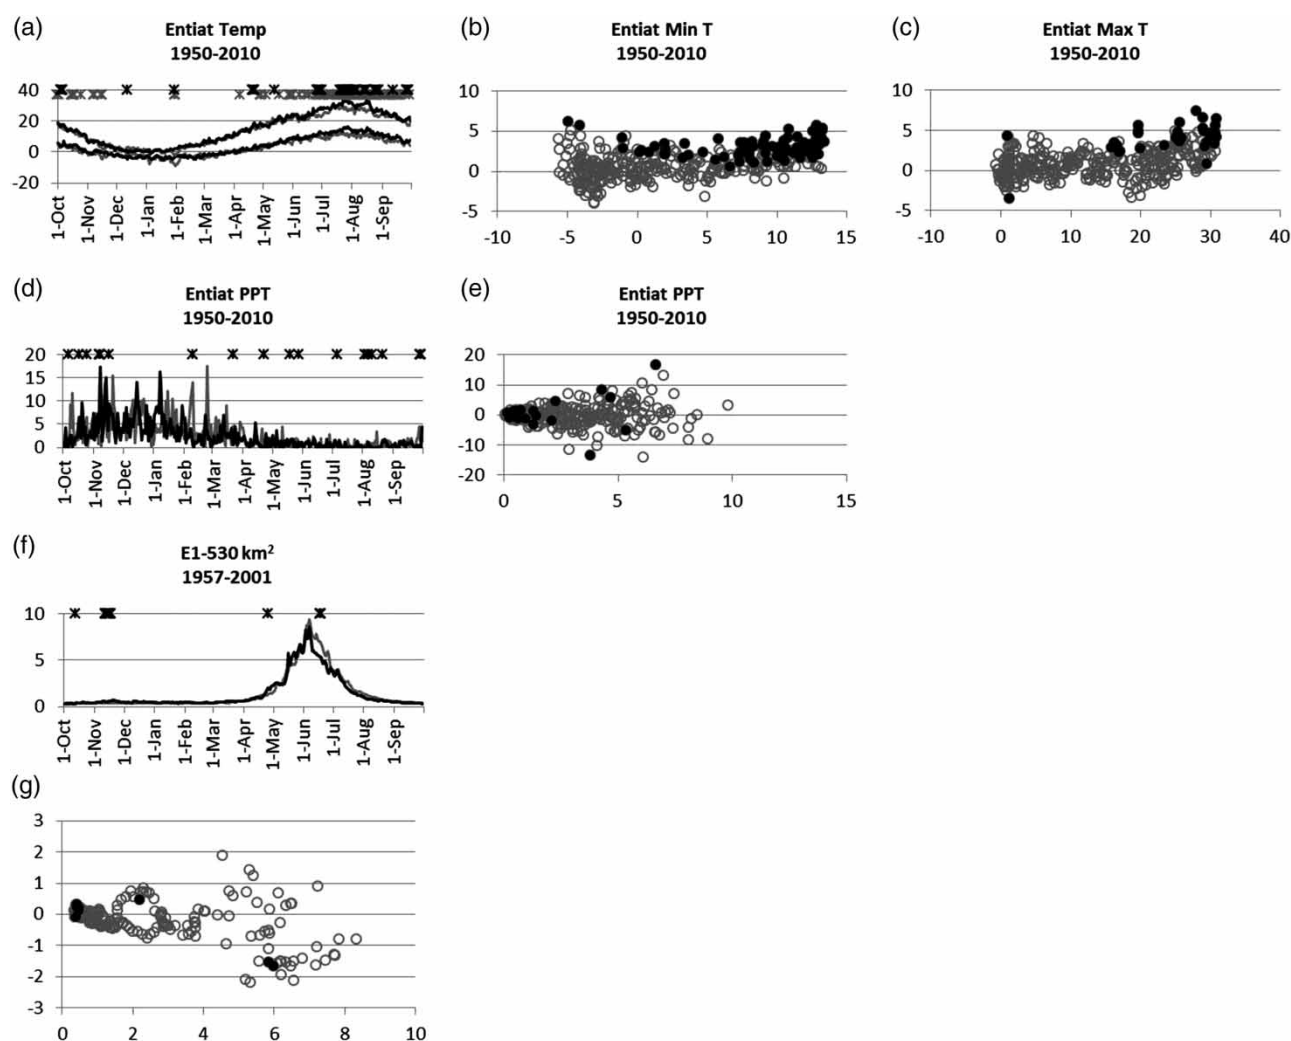 (a)
Entiat Temp
1950-2010
40
20
0
-20
1-Oct
1-Nov
1-Dec
1-Jan
1-Feb
1-Mar
1-Apr
1-May
1-Jun
1-Jul
1-Aug
1-Sep
(b)
Entiat Min T
1950-2010
10
5
0
-5
-10
-5
0
5
10
15
(c)
Entiat Max T
1950-2010
10
5
0
-5
-10
0
10
20
30
40
(d)
Entiat PPT
1950-2010
20
15
10
5
0
1-Oct
1-Nov
1-Dec
1-Jan
1-Feb
1-Mar
1-Apr
1-May
1-Jun
1-Jul
1-Aug
1-Sep
(e)
Entiat PPT
1950-2010
20
10
0
-10
-20
0
5
10
15
(f)
E1-530 km²
1957-2001
10
5
0
1-Oct
1-Nov
1-Dec
1-Jan
1-Feb
1-Mar
1-Apr
1-May
1-Jun
1-Jul
1-Aug
1-Sep
(g)
3
2
1
0
-1
-2
-3
0
2
4
6
8
10